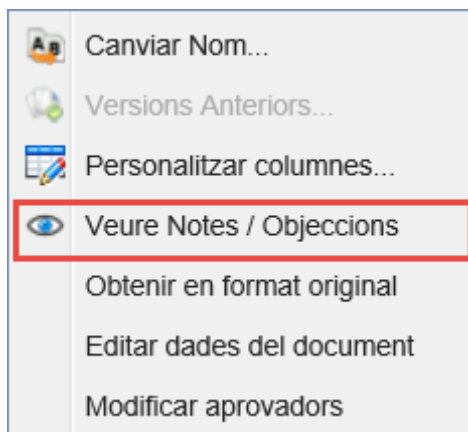 Canviar Nom...
Versions Anteriors...
Personalitzar columnes...
Veure Notes / Objeccions
Obtenir en format original
Editar dades del document
Modificar aprovadors